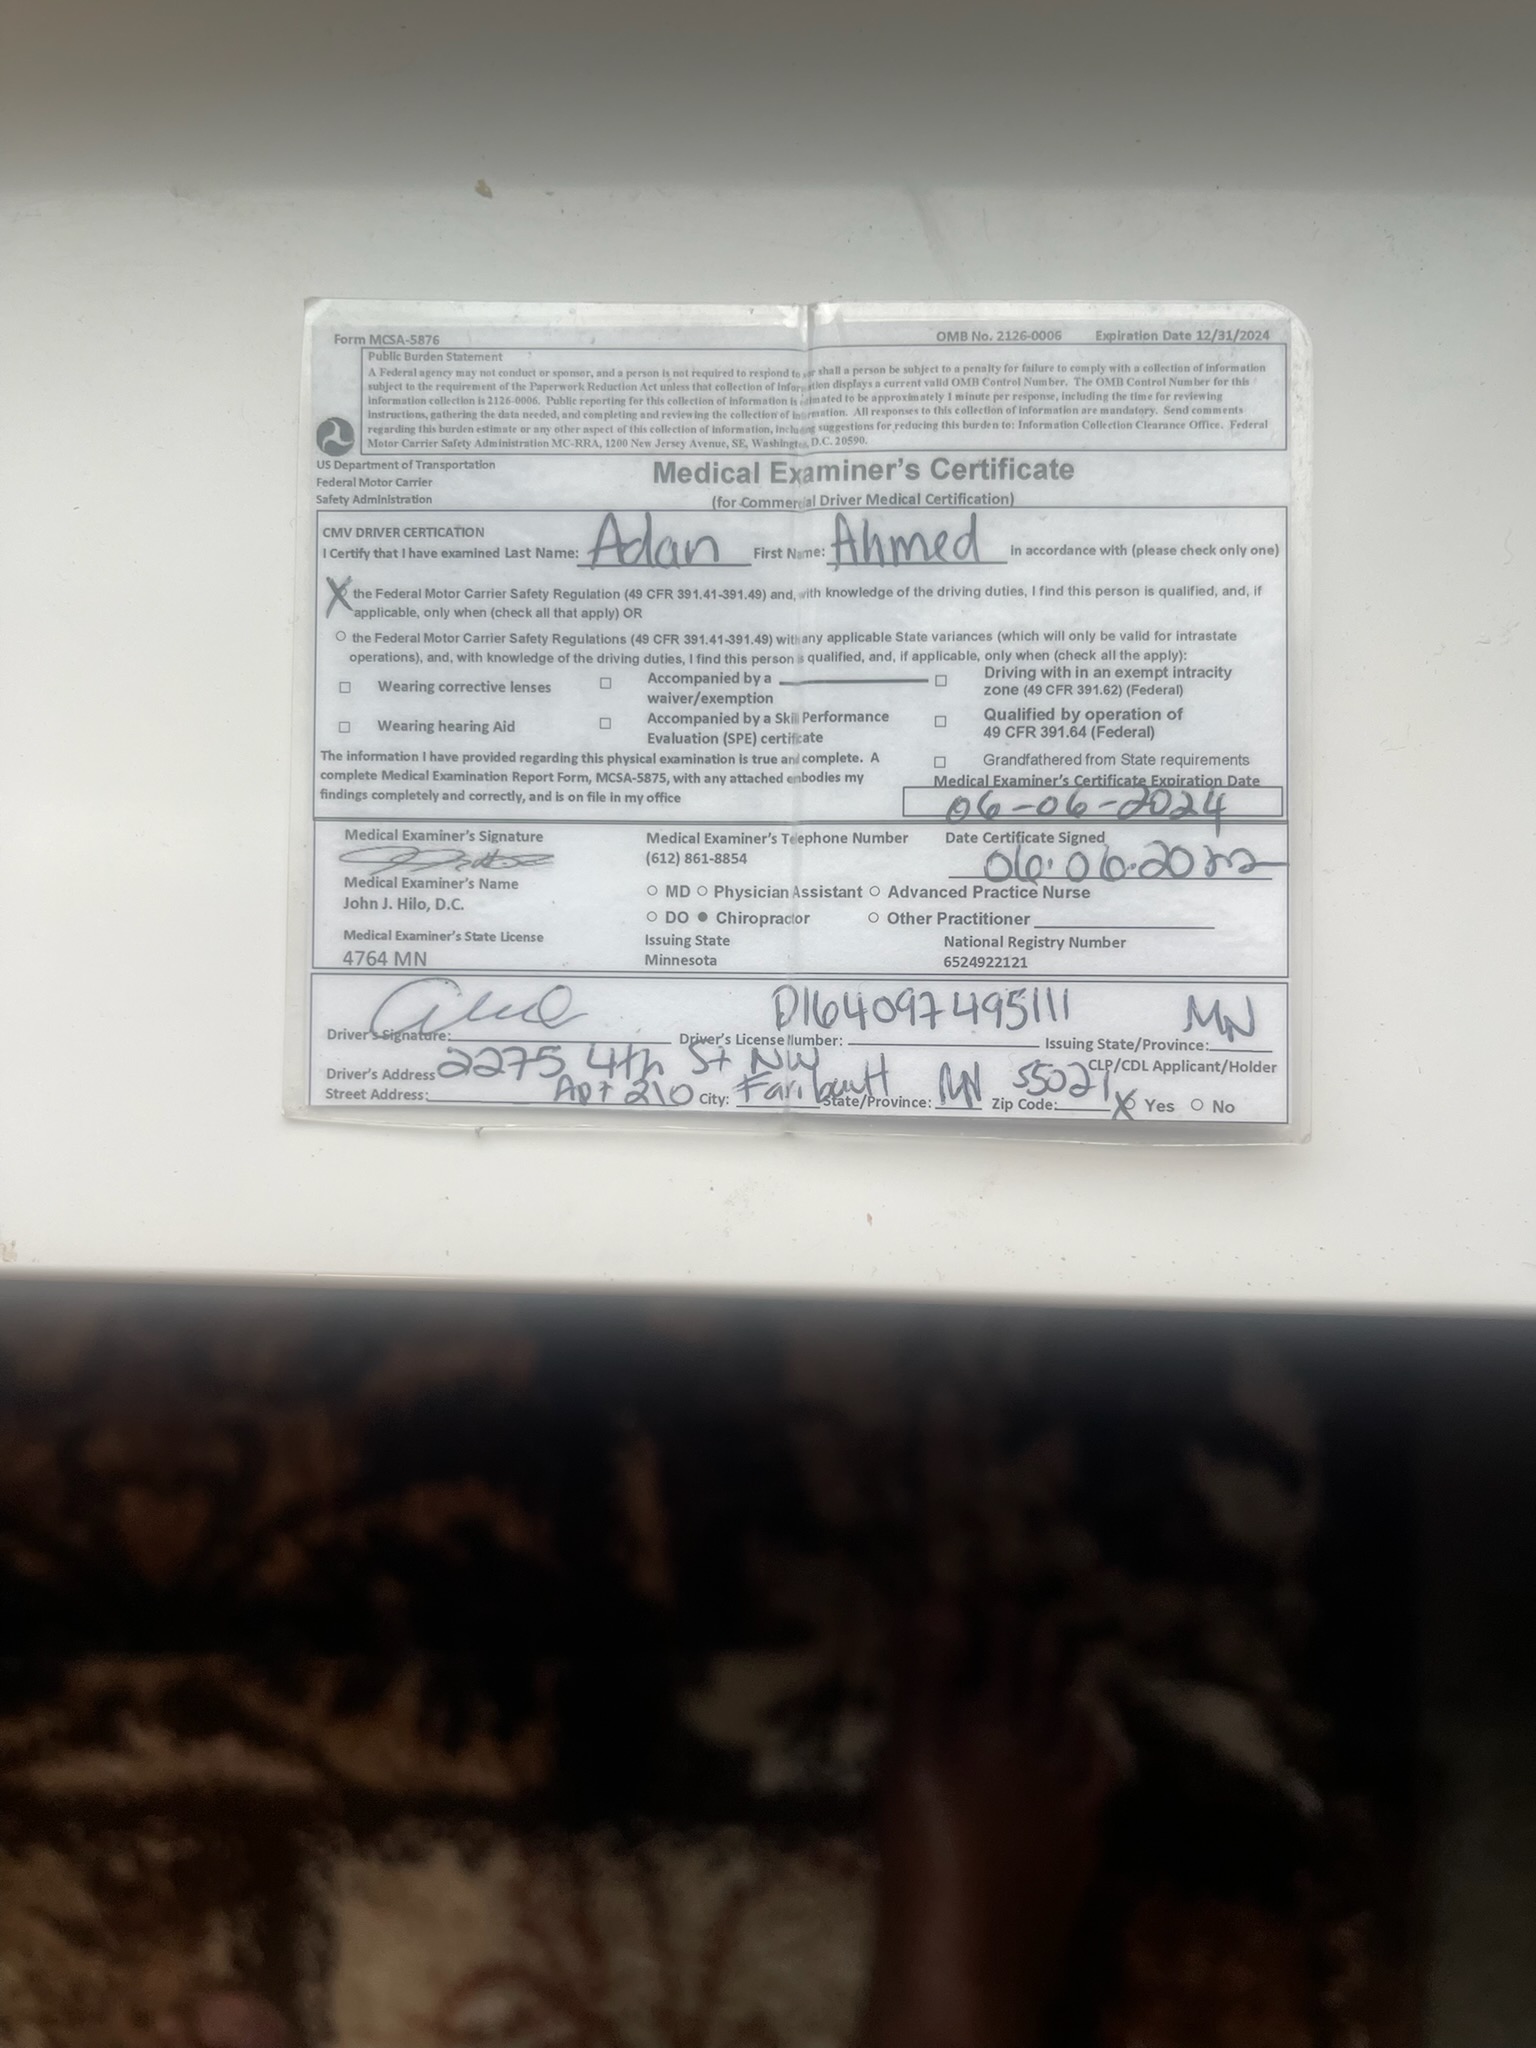 Form MCSA-5876 OMB No. 2126-0006 Expiration Date 12/31/2024
Public Burden Statement
A Federal agency may not conduct or sponsor, and a person is not required to respond to or shall a person be subject to a penalty for failure to comply with a collection of information
subject to the requirement of the Paperwork Reduction Act unless that collection of information displays a current valid OMB Control Number. The OMB Control Number for this
information collection is 2126-0006. Public reporting for this collection of information is estimated to be approximately 1 minute per response, including the time for reviewing
instructions, gathering the data needed, and completing and reviewing the collection of information. All responses to this collection of information are mandatory. Send comments
regarding this burden estimate or any other aspect of this collection of information, including suggestions for reducing this burden to: Information Collection Clearance Office. Federal
Motor Carrier Safety Administration MC-RRA, 1200 New Jersey Avenue, SE, Washington, D.C. 20590.
US Department of Transportation
Federal Motor Carrier
Safety Administration
Medical Examiner's Certificate
(for Commercial Driver Medical Certification)
CMV DRIVER CERTICATION
I Certify that I have examined Last Name: Adan First Name: Ahmed In accordance with (please check only one)
X the Federal Motor Carrier Safety Regulation (49 CFR 391.41-391.49) and, with knowledge of the driving duties, I find this person is qualified, and, if
applicable, only when (check all that apply) OR
the Federal Motor Carrier Safety Regulations (49 CFR 391.41-391.49) with any applicable State variances (which will only be valid for intrastate
operations), and, with knowledge of the driving duties, I find this person is qualified, and, if applicable, only when (check all the apply):
Wearing corrective lenses
Accompanied by a
waiver/exemption
Driving with in an exempt intracity
zone (49 CFR 391.62) (Federal)
Wearing hearing Aid
Accompanied by a Skill Performance
Evaluation (SPE) certificate
Qualified by operation of
49 CFR 391.64 (Federal)
Grandfathered from State requirements
The information I have provided regarding this physical examination is true and complete. A
complete Medical Examination Report Form, MCSA-5875, with any attached enbodies my
findings completely and correctly, and is on file in my office
Medical Examiner's Certificate Expiration Date
06-06-2024
Medical Examiner's Signature
Medical Examiner's Telephone Number
(612) 861-8854
Date Certificate Signed
06.06.2022
Medical Examiner's Name
John J. Hilo, D.C.
MD Physician Assistant Advanced Practice Nurse
DO Chiropractor Other Practitioner
Medical Examiner's State License
4764 MN
Issuing State
Minnesota
National Registry Number
6524922121
Driver's Signature: Driver's License Number: D164097495111 Issuing State/Province: MN
Driver's Address
Street Address: 2275 4th St NW
Apt 210 City: Faribault State/Province: MN Zip Code: 55021
CLP/CDL Applicant/Holder
X Yes No